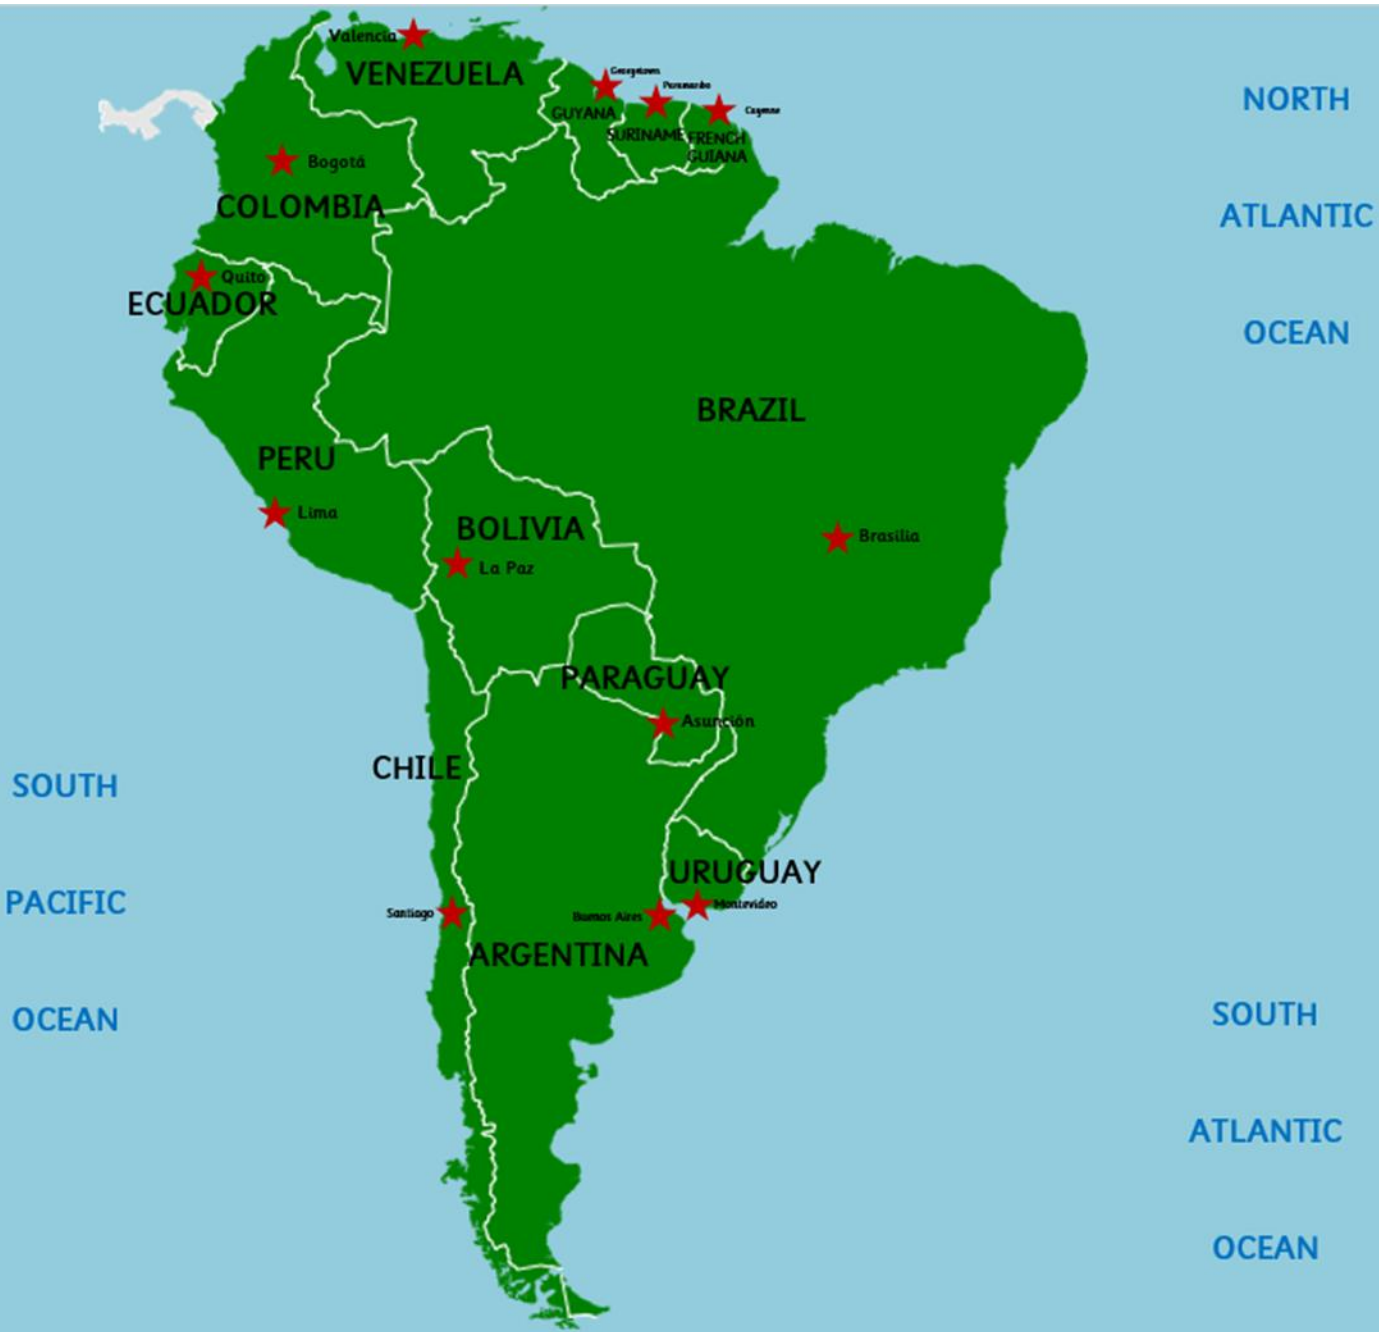 Valencia
VENEZUELA
Georgetown
Paramaribo
Cayenne
GUYANA
SURINAME
FRENCH
GUIANA
NORTH
ATLANTIC
OCEAN
Bogotá
COLOMBIA
Quito
ECUADOR
BRAZIL
PERU
Lima
BOLIVIA
La Paz
Brasilia
PARAGUAY
Asunción
CHILE
SOUTH
PACIFIC
OCEAN
URUGUAY
Montevideo
Santiago
Buenos Aires
ARGENTINA
SOUTH
ATLANTIC
OCEAN